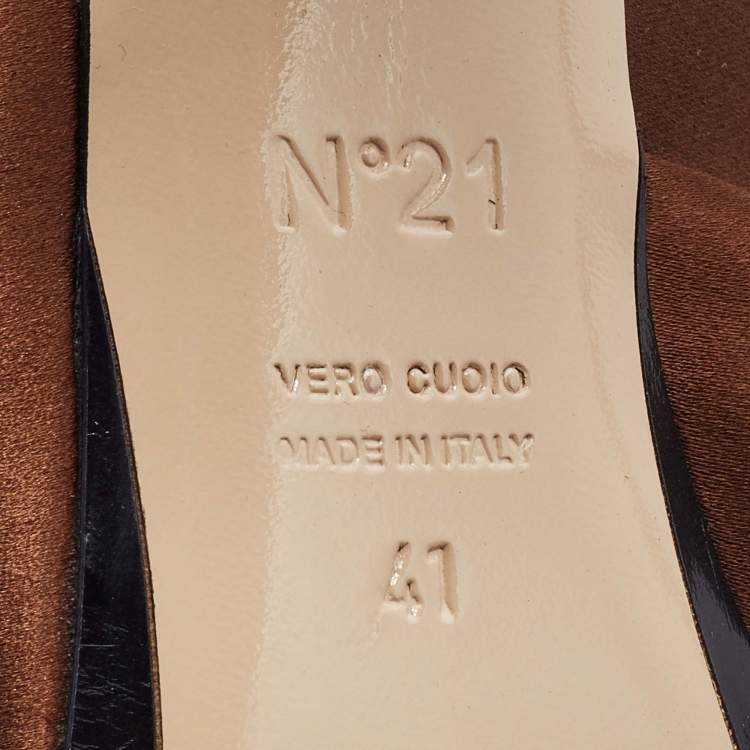 N°21
VERO CUOIO
MADE IN ITALY
41